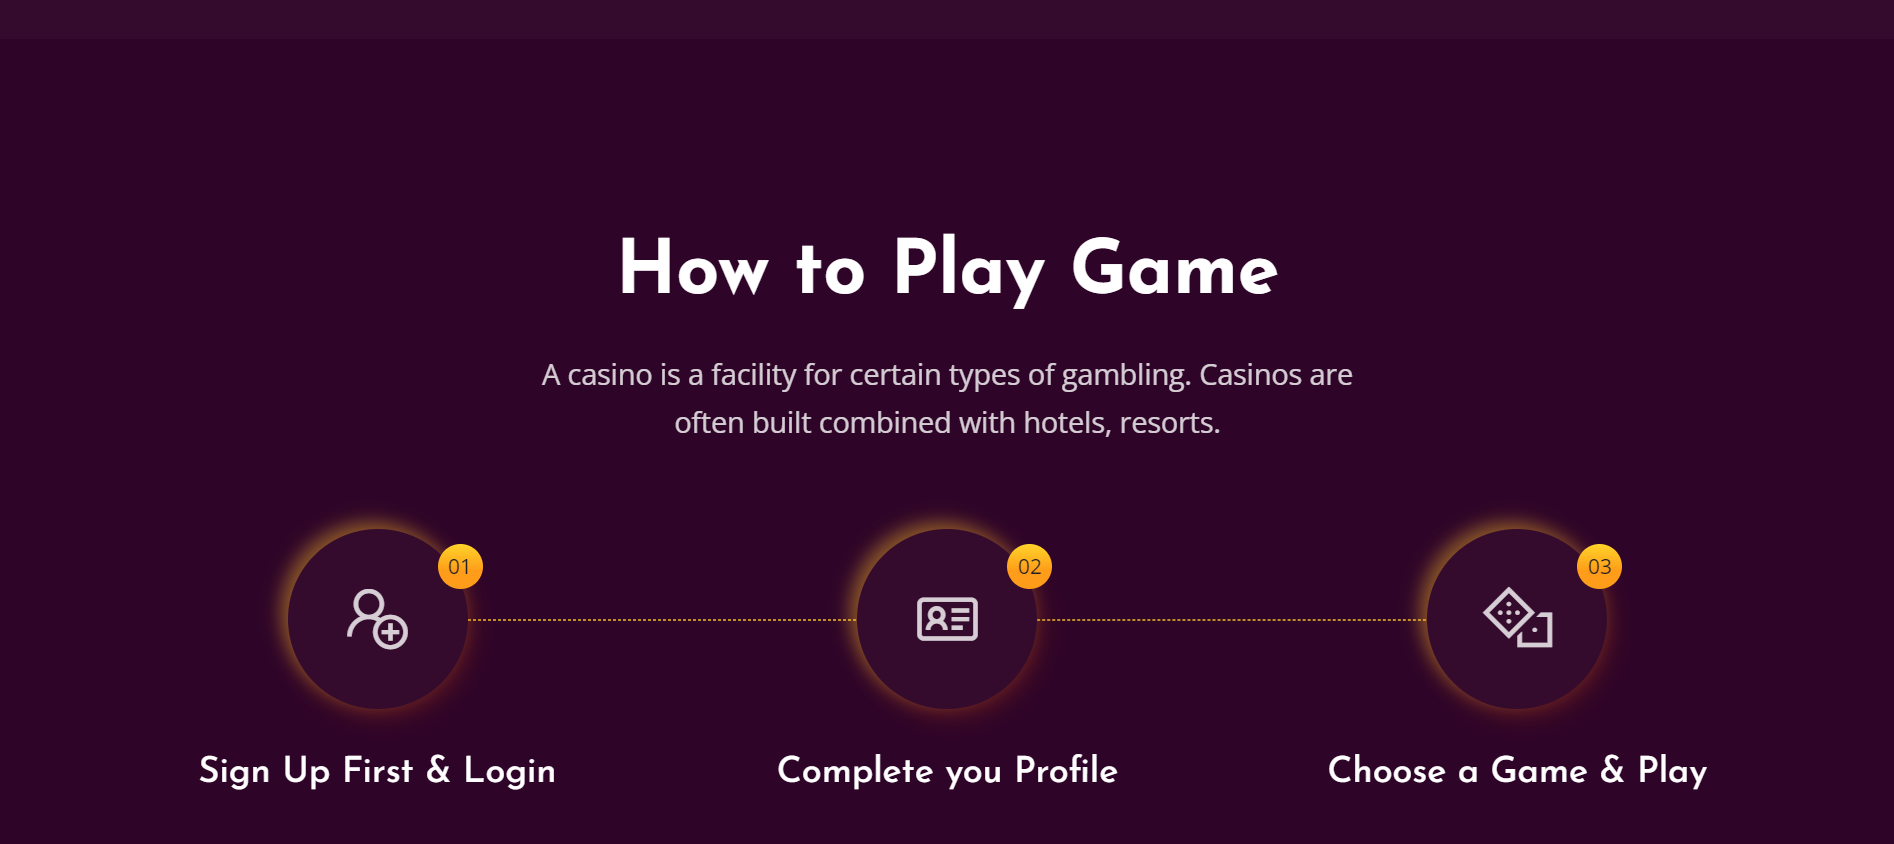 How to Play Game
A casino is a facility for certain types of gambling. Casinos are
often built combined with hotels, resorts.
01
02
03
Sign Up First & Login
Complete you Profile
Choose a Game & Play